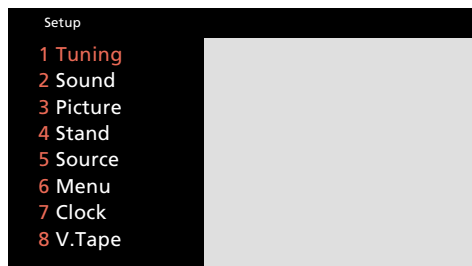 Setup
1 Tuning
2 Sound
3 Picture
4 Stand
5 Source
6 Menu
7 Clock
8 V.Tape